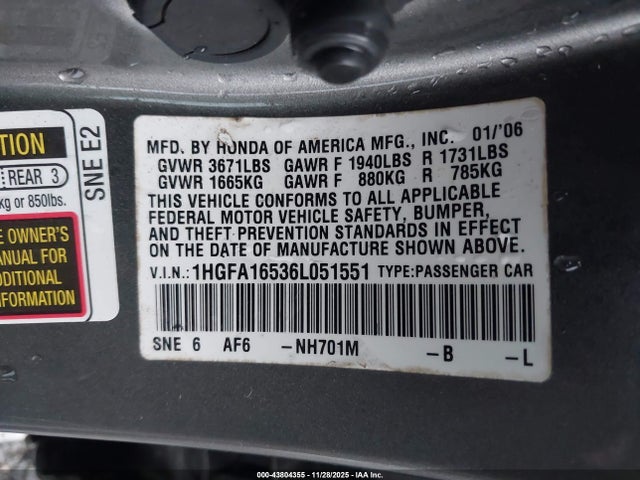 MFD. BY HONDA OF AMERICA MFG., INC. 01/'06
GVWR 3671LBS GAWR F 1940LBS R 1731LBS
GVWR 1665KG GAWR F 880KG R 785KG
THIS VEHICLE CONFORMS TO ALL APPLICABLE
FEDERAL MOTOR VEHICLE SAFETY, BUMPER,
AND THEFT PREVENTION STANDARDS IN EFFECT
ON THE DATE OF MANUFACTURE SHOWN ABOVE.
V.I.N.: 1HGFA16536L051551 TYPE:PASSENGER CAR
SNE 6 AF6 -NH701M -B -L
TION
REAR 3
kg or 850lbs.
OWNER'S
ANUAL FOR
DDITIONAL
INFORMATION
SNE E2
000-43804355 | 11/28/2025 | IAA Inc.